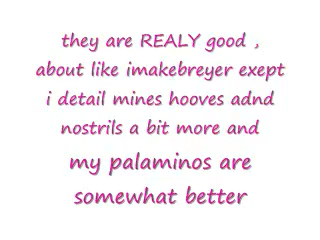 they are REALY good ,
about like imakebreyer exept
i detail mines hooves adnd
nostrils a bit more and
my palaminos are
somewhat better